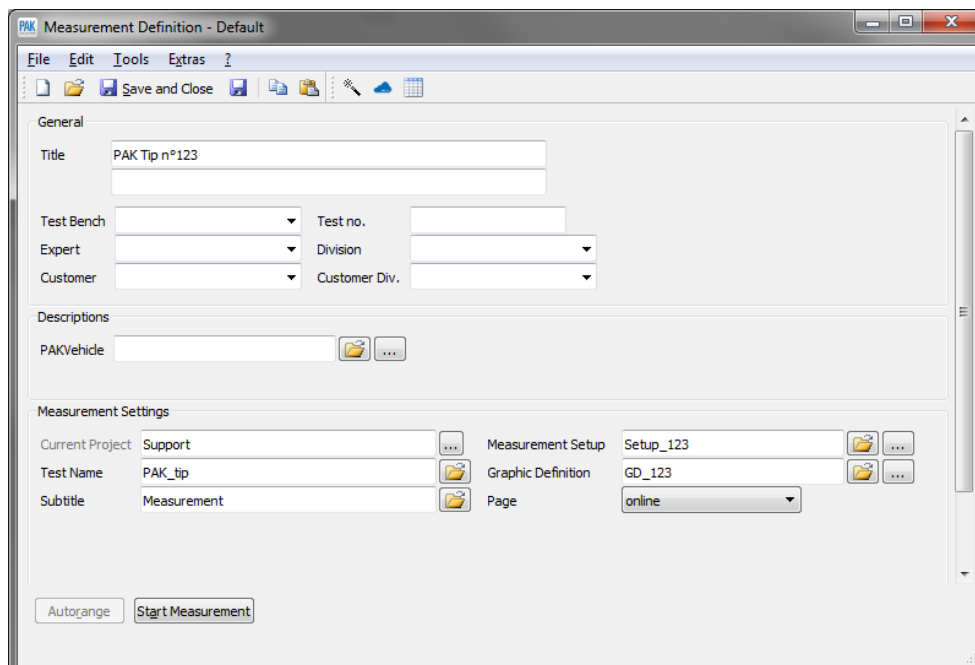 PAK Measurement Definition - Default
File Edit Tools Extras ?
Save and Close
General
Title PAK Tip n°123
Test Bench Test no.
Expert Division
Customer Customer Div.
Descriptions
PAKVehicle ...
Measurement Settings
Current Project Support ... Measurement Setup Setup_123 ...
Test Name PAK_tip Graphic Definition GD_123 ...
Subtitle Measurement Page online
Autorange Start Measurement